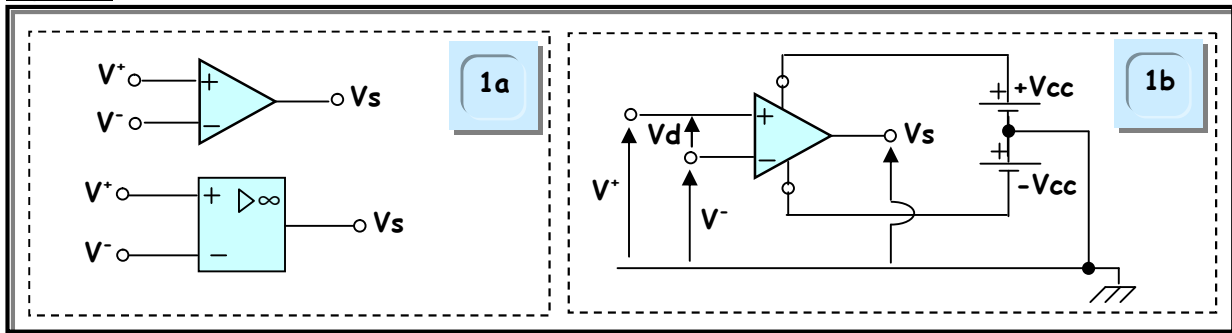 1a
V⁺
+
Vs
V⁻
−
V⁺
+
▷∞
Vs
V⁻
−
1b
+
+Vcc
+
Vd
Vs
−
+
V⁺
-Vcc
V⁻